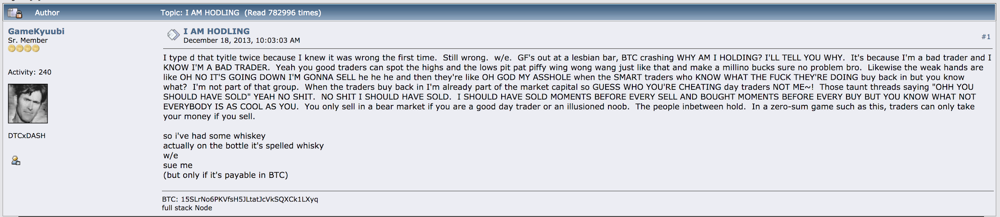 Author
Topic: I AM HODLING  (Read 782996 times)
GameKyuubi
Sr. Member
Activity: 240
DTCxDASH
I AM HODLING
December 18, 2013, 10:03:03 AM
#1
I type d that tyitle twice because I knew it was wrong the first time.  Still wrong.  w/e.  GF's out at a lesbian bar, BTC crashing WHY AM I HOLDING? I'LL TELL YOU WHY.  It's because I'm a bad trader and I
KNOW I'M A BAD TRADER.  Yeah you good traders can spot the highs and the lows pit pat piffy wing wong wang just like that and make a millino bucks sure no problem bro.  Likewise the weak hands are
like OH NO IT'S GOING DOWN I'M GONNA SELL he he he and then they're like OH GOD MY ASSHOLE when the SMART traders who KNOW WHAT THE FUCK THEY'RE DOING buy back in but you know
what?  I'm not part of that group.  When the traders buy back in I'm already part of the market capital so GUESS WHO YOU'RE CHEATING day traders NOT ME~!  Those taunt threads saying "OHH YOU
SHOULD HAVE SOLD" YEAH NO SHIT.  NO SHIT I SHOULD HAVE SOLD.  I SHOULD HAVE SOLD MOMENTS BEFORE EVERY SELL AND BOUGHT MOMENTS BEFORE EVERY BUY BUT YOU KNOW WHAT NOT
EVERYBODY IS AS COOL AS YOU.  You only sell in a bear market if you are a good day trader or an illusioned noob.  The people inbetween hold.  In a zero-sum game such as this, traders can only take
your money if you sell.
so i've had some whiskey
actually on the bottle it's spelled whisky
w/e
sue me
(but only if it's payable in BTC)
BTC: 15SLrNo6PKVfsH5JLtatJcVkSQXCk1LXyq
full stack Node